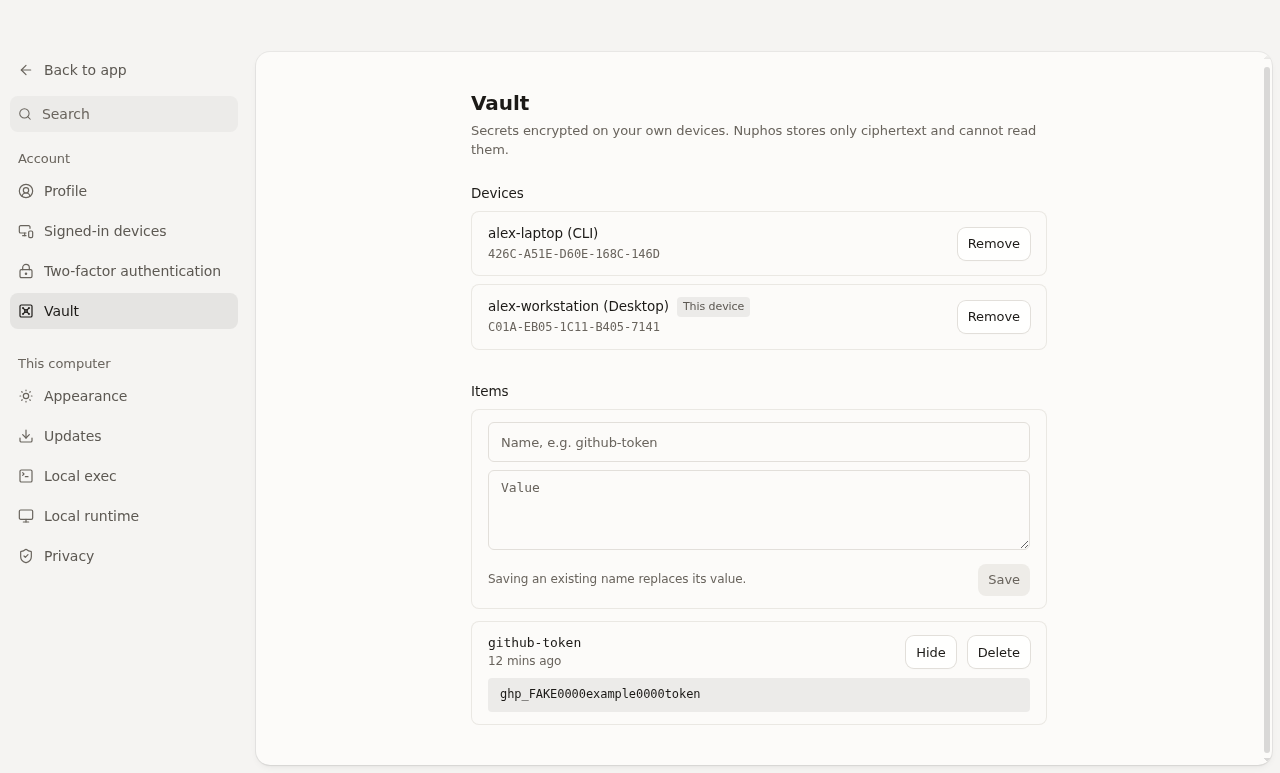 Back to app
Search
Account
Profile
Signed-in devices
Two-factor authentication
Vault
This computer
Appearance
Updates
Local exec
Local runtime
Privacy
Vault
Secrets encrypted on your own devices. Nuphos stores only ciphertext and cannot read
them.
Devices
alex-laptop (CLI)
426C-A51E-D60E-168C-146D
Remove
alex-workstation (Desktop) This device
C01A-EB05-1C11-B405-7141
Remove
Items
Name, e.g. github-token
Value
Saving an existing name replaces its value.
Save
github-token
12 mins ago
Hide
Delete
ghp_FAKE0000example0000token